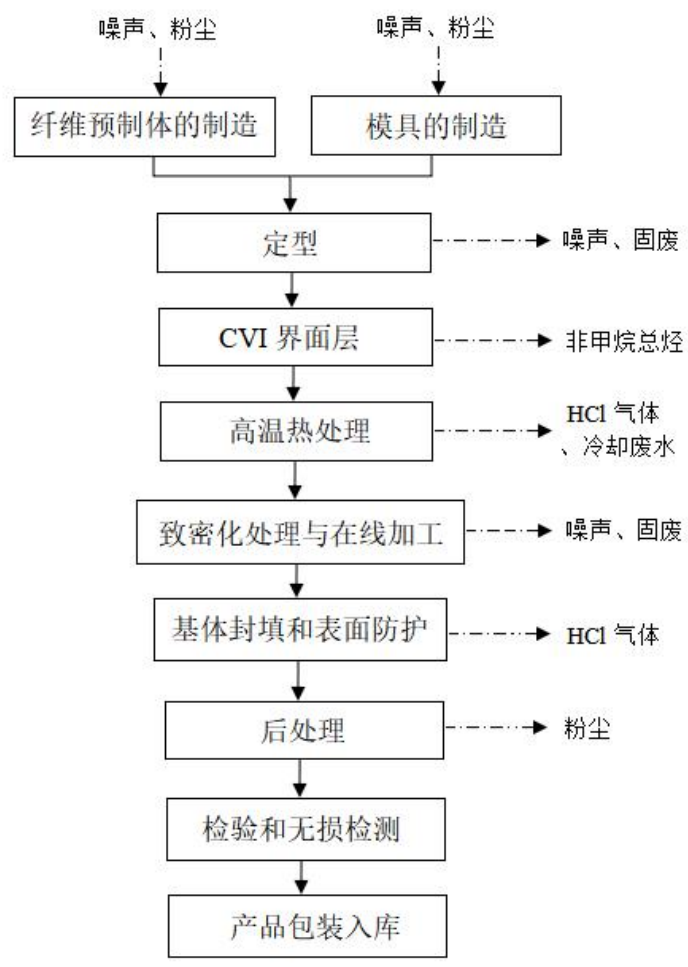 噪声、粉尘
噪声、粉尘
纤维预制体的制造
模具的制造
定型
噪声、固废
CVI 界面层
非甲烷总烃
高温热处理
HCl 气体
、冷却废水
致密化处理与在线加工
噪声、固废
基体封填和表面防护
HCl 气体
后处理
粉尘
检验和无损检测
产品包装入库